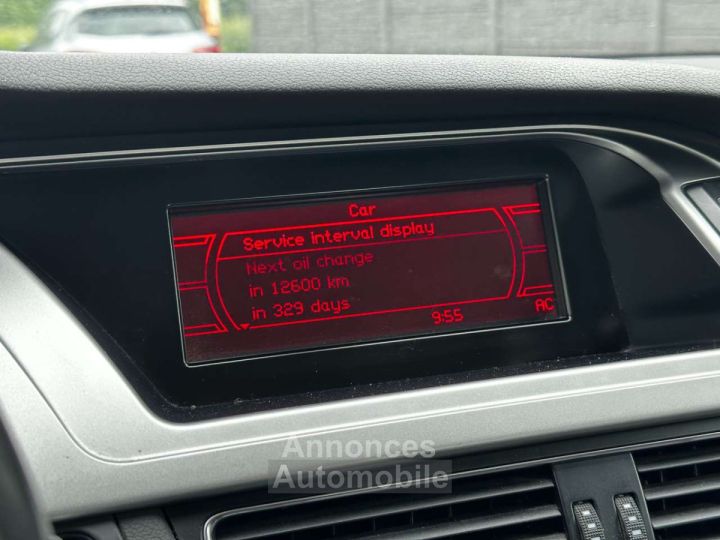 Car
Service interval display
Next oil change
in 12600 km
in 329 days
9:55
AC
Annonces
Automobile